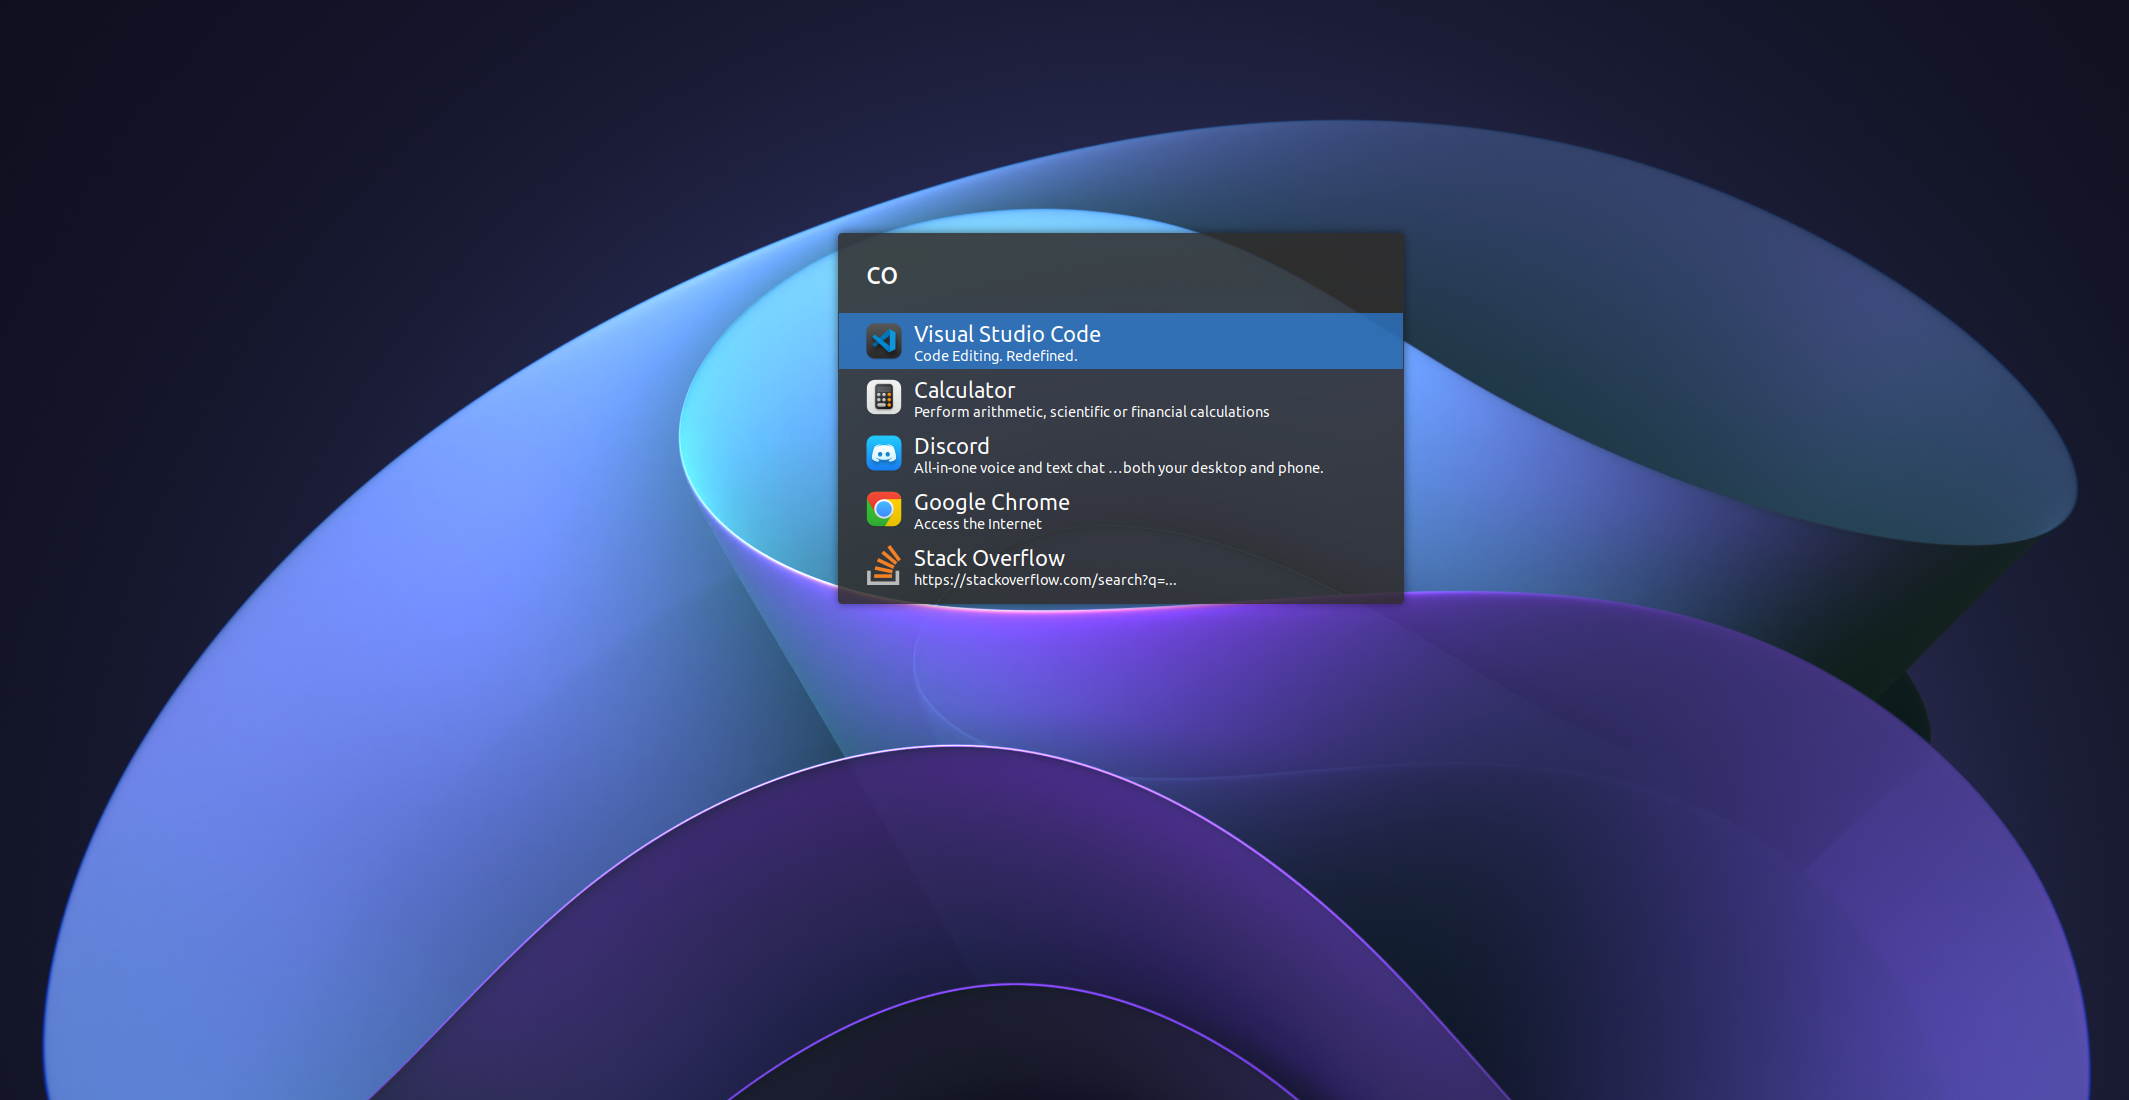 co
Visual Studio Code
Code Editing. Redefined.
Calculator
Perform arithmetic, scientific or financial calculations
Discord
All-in-one voice and text chat …both your desktop and phone.
Google Chrome
Access the Internet
Stack Overflow
https://stackoverflow.com/search?q=...